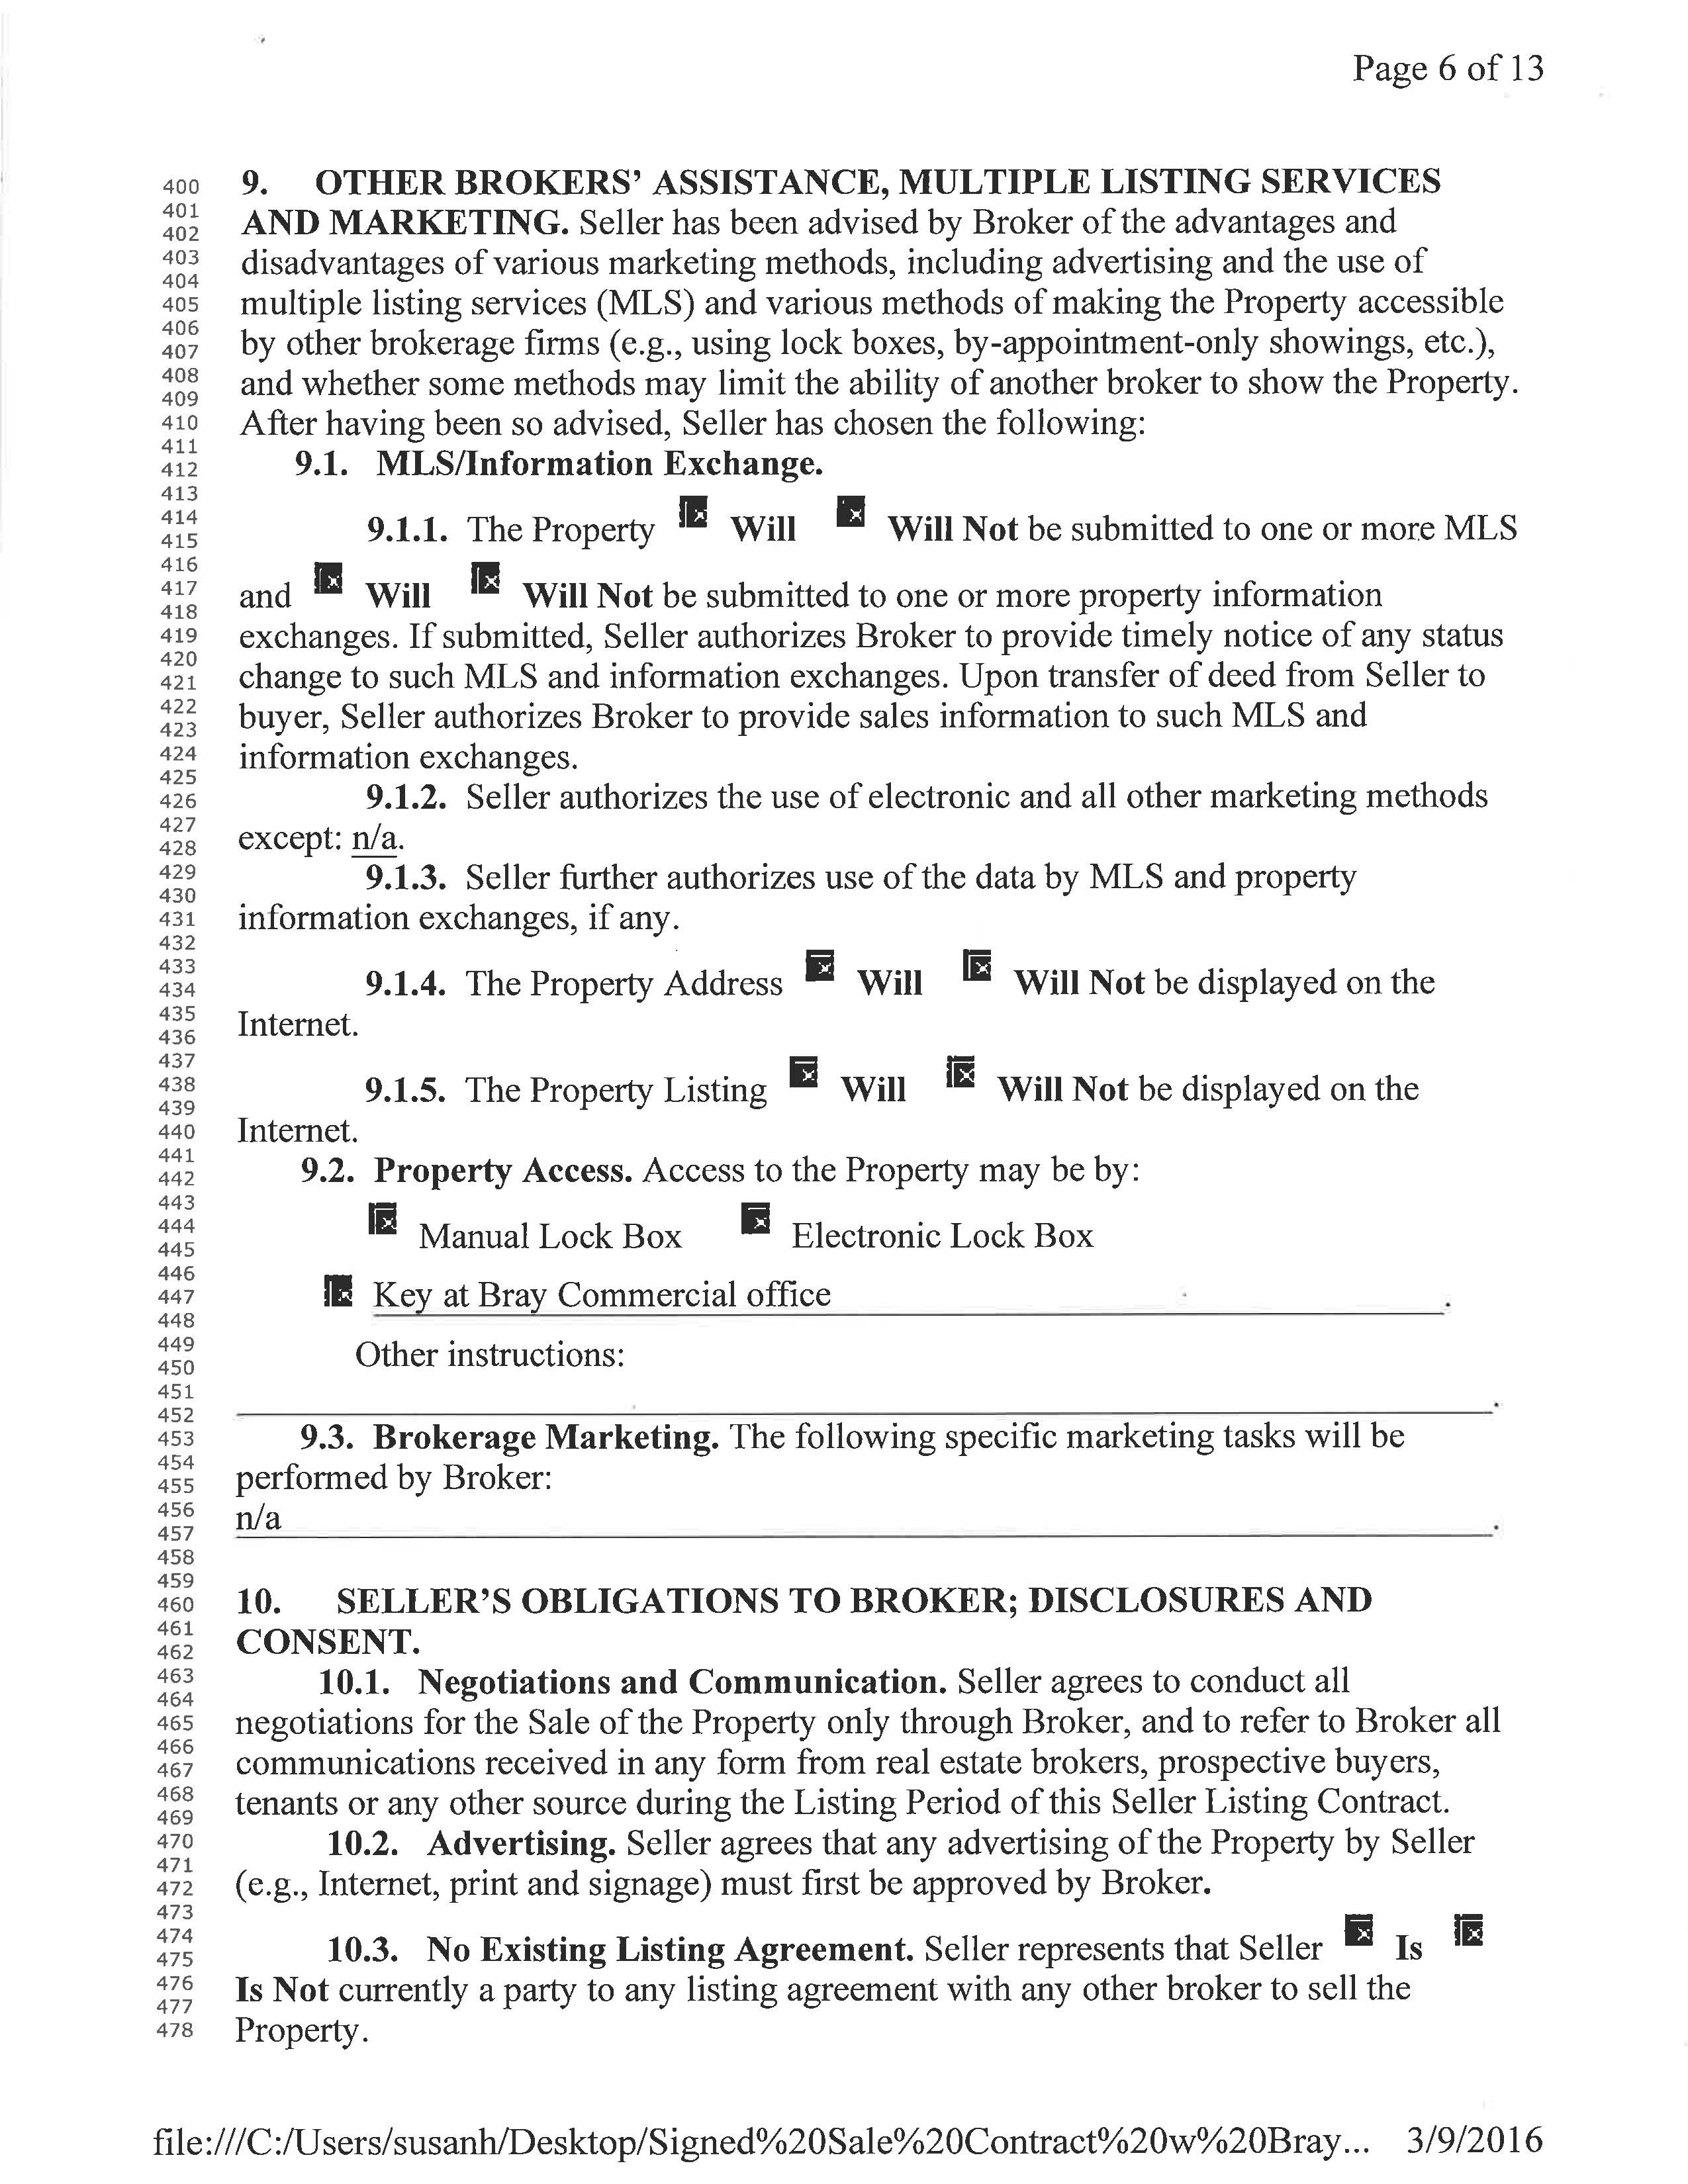 Page 6 of 13
400 9. OTHER BROKERS’ ASSISTANCE, MULTIPLE LISTING SERVICES
401
402 AND MARKETING. Seller has been advised by Broker of the advantages and
403 disadvantages of various marketing methods, including advertising and the use of
404
405 multiple listing services (MLS) and various methods of making the Property accessible
406
407 by other brokerage firms (e.g., using lock boxes, by-appointment-only showings, etc.),
408 and whether some methods may limit the ability of another broker to show the Property.
409
410 After having been so advised, Seller has chosen the following:
411
412 9.1. MLS/Information Exchange.
413
414
415 9.1.1. The Property Will Will Not be submitted to one or more MLS
416
417 and Will Will Not be submitted to one or more property information
418
419 exchanges. If submitted, Seller authorizes Broker to provide timely notice of any status
420
421 change to such MLS and information exchanges. Upon transfer of deed from Seller to
422 buyer, Seller authorizes Broker to provide sales information to such MLS and
423
424 information exchanges.
425
426 9.1.2. Seller authorizes the use of electronic and all other marketing methods
427
428 except: n/a.
429 9.1.3. Seller further authorizes use of the data by MLS and property
430
431 information exchanges, if any.
432
433
434 9.1.4. The Property Address Will Will Not be displayed on the
435 Internet.
436
437
438 9.1.5. The Property Listing Will Will Not be displayed on the
439
440 Internet.
441
442 9.2. Property Access. Access to the Property may be by:
443
444 Manual Lock Box Electronic Lock Box
445
446
447 Key at Bray Commercial office .
448
449
450 Other instructions:
451
452 .
453 9.3. Brokerage Marketing. The following specific marketing tasks will be
454
455 performed by Broker:
456 n/a .
457
458
459
460 10. SELLER’S OBLIGATIONS TO BROKER; DISCLOSURES AND
461
462 CONSENT.
463 10.1. Negotiations and Communication. Seller agrees to conduct all
464
465 negotiations for the Sale of the Property only through Broker, and to refer to Broker all
466
467 communications received in any form from real estate brokers, prospective buyers,
468 tenants or any other source during the Listing Period of this Seller Listing Contract.
469
470 10.2. Advertising. Seller agrees that any advertising of the Property by Seller
471
472 (e.g., Internet, print and signage) must first be approved by Broker.
473
474
475 10.3. No Existing Listing Agreement. Seller represents that Seller Is
476 Is Not currently a party to any listing agreement with any other broker to sell the
477
478 Property.
file:///C:/Users/susanh/Desktop/Signed%20Sale%20Contract%20w%20Bray... 3/9/2016